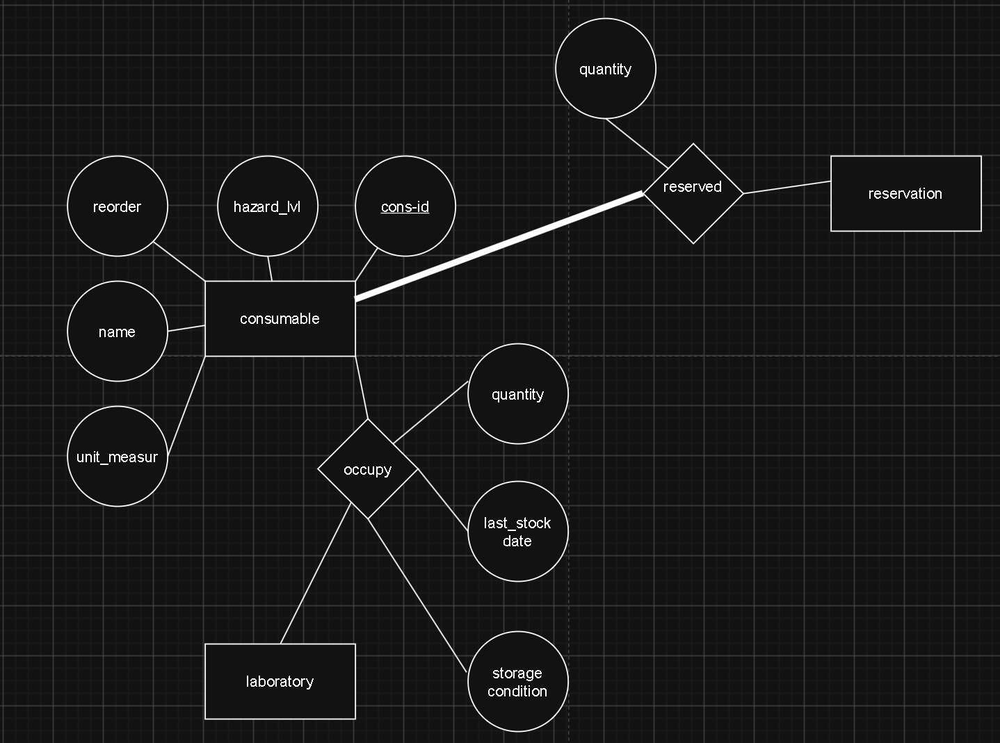 quantity
reserved
reservation
reorder
hazard_lvl
cons-id
consumable
name
unit_measur
quantity
occupy
last_stock
date
laboratory
storage
condition